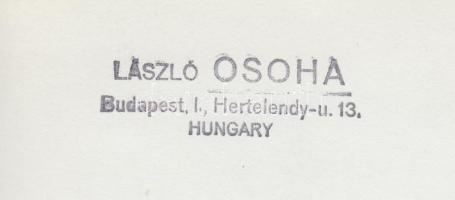 LÁSZLÓ OSOHA
Budapest, I., Hertelendy-u. 13.
HUNGARY